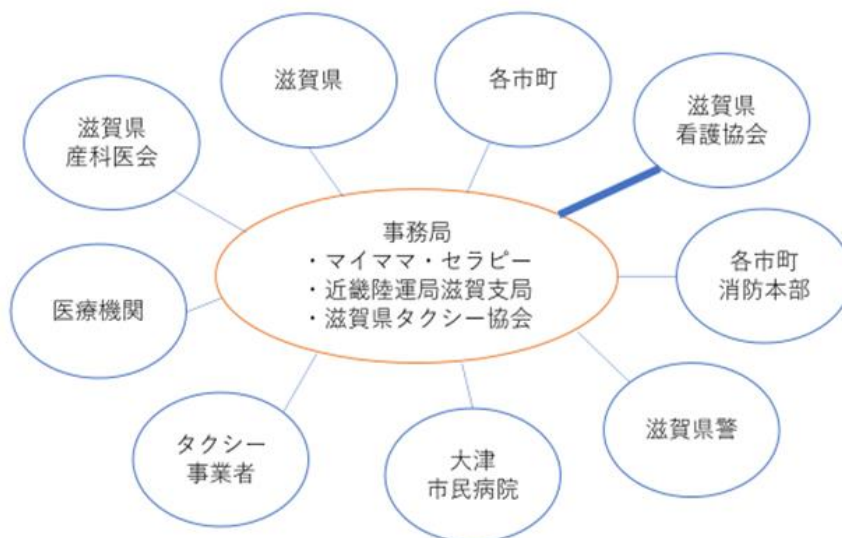 滋賀県
各市町
滋賀県
看護協会
滋賀県
産科医会
事務局
・マイママ・セラピー
・近畿陸運局滋賀支局
・滋賀県タクシー協会
各市町
消防本部
医療機関
滋賀県警
タクシー
事業者
大津
市民病院